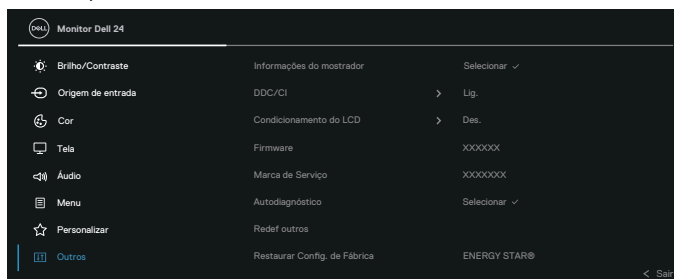 DELL Monitor Dell 24
Brilho/Contraste Informações do mostrador Selecionar ✓
Origem de entrada DDC/CI > Lig.
Cor Condicionamento do LCD > Des.
Tela Firmware XXXXXX
Áudio Marca de Serviço XXXXXXX
Menu Autodiagnóstico Selecionar ✓
Personalizar Redef outros
Outros Restaurar Config. de Fábrica ENERGY STAR®
< Sair